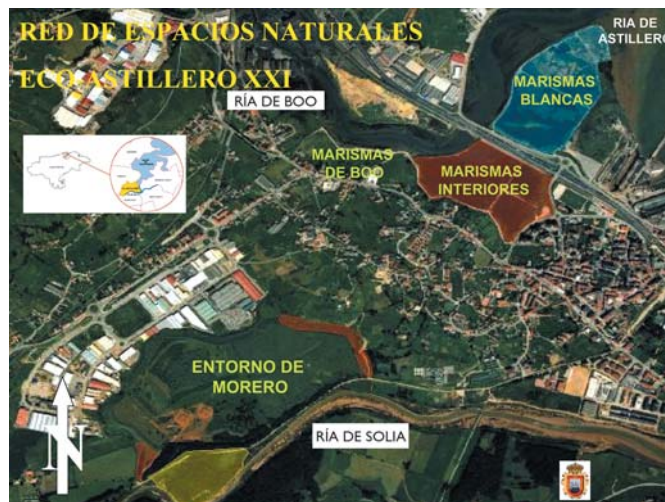 RED DE ESPACIOS NATURALES
ECO-ASTILLERO XXI
RIA DE
ASTILLERO
MARISMAS
BLANCAS
RÍA DE BOO
MARISMAS
DE BOO
MARISMAS
INTERIORES
ENTORNO DE
MORERO
RÍA DE SOLIA
N